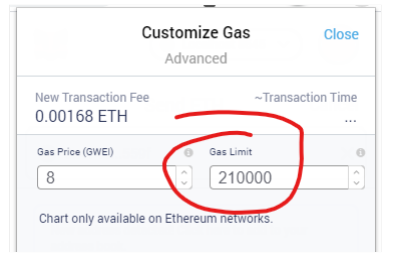 Customize Gas
Close
Advanced
New Transaction Fee
~Transaction Time
0.00168 ETH
...
Gas Price (GWEI)
Gas Limit
8
210000
Chart only available on Ethereum networks.